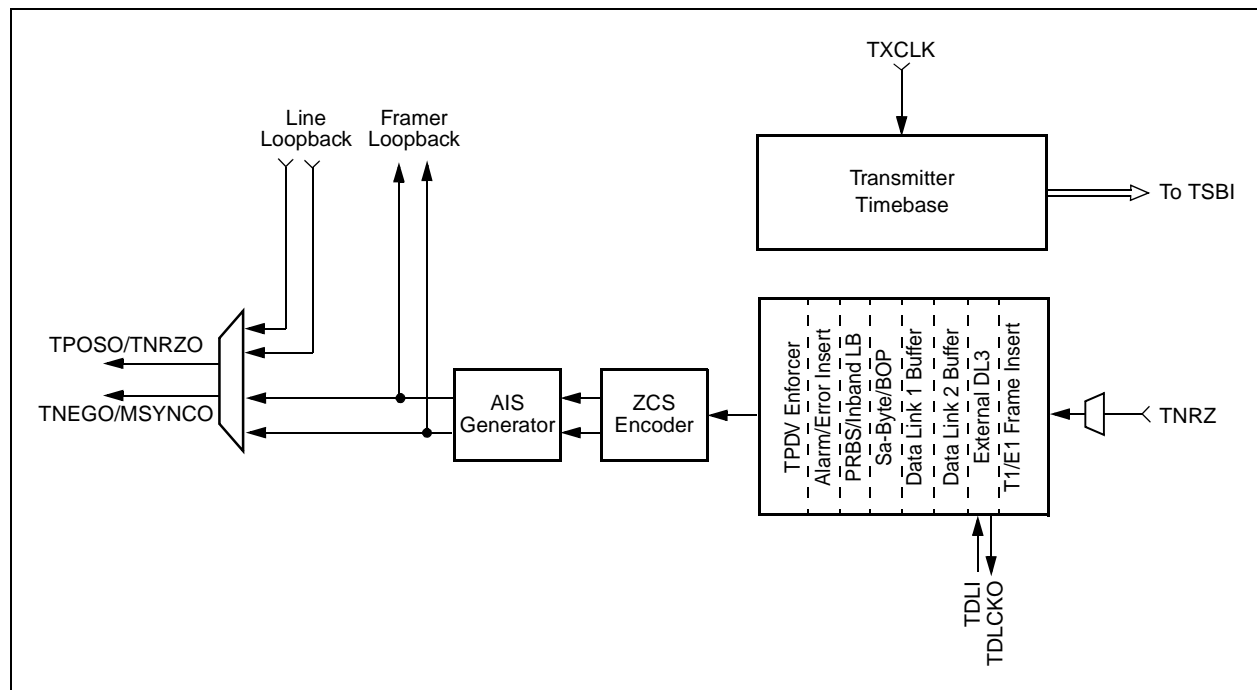 TXCLK
Line
Loopback
Framer
Loopback
Transmitter
Timebase
To TSBI
TPOSO/TNRZO
TNEGO/MSYNCO
AIS
Generator
ZCS
Encoder
TPDV Enforcer
Alarm/Error Insert
PRBS/Inband LB
Sa-Byte/BOP
Data Link 1 Buffer
Data Link 2 Buffer
External DL3
T1/E1 Frame Insert
TNRZ
TDLI
TDLCKO